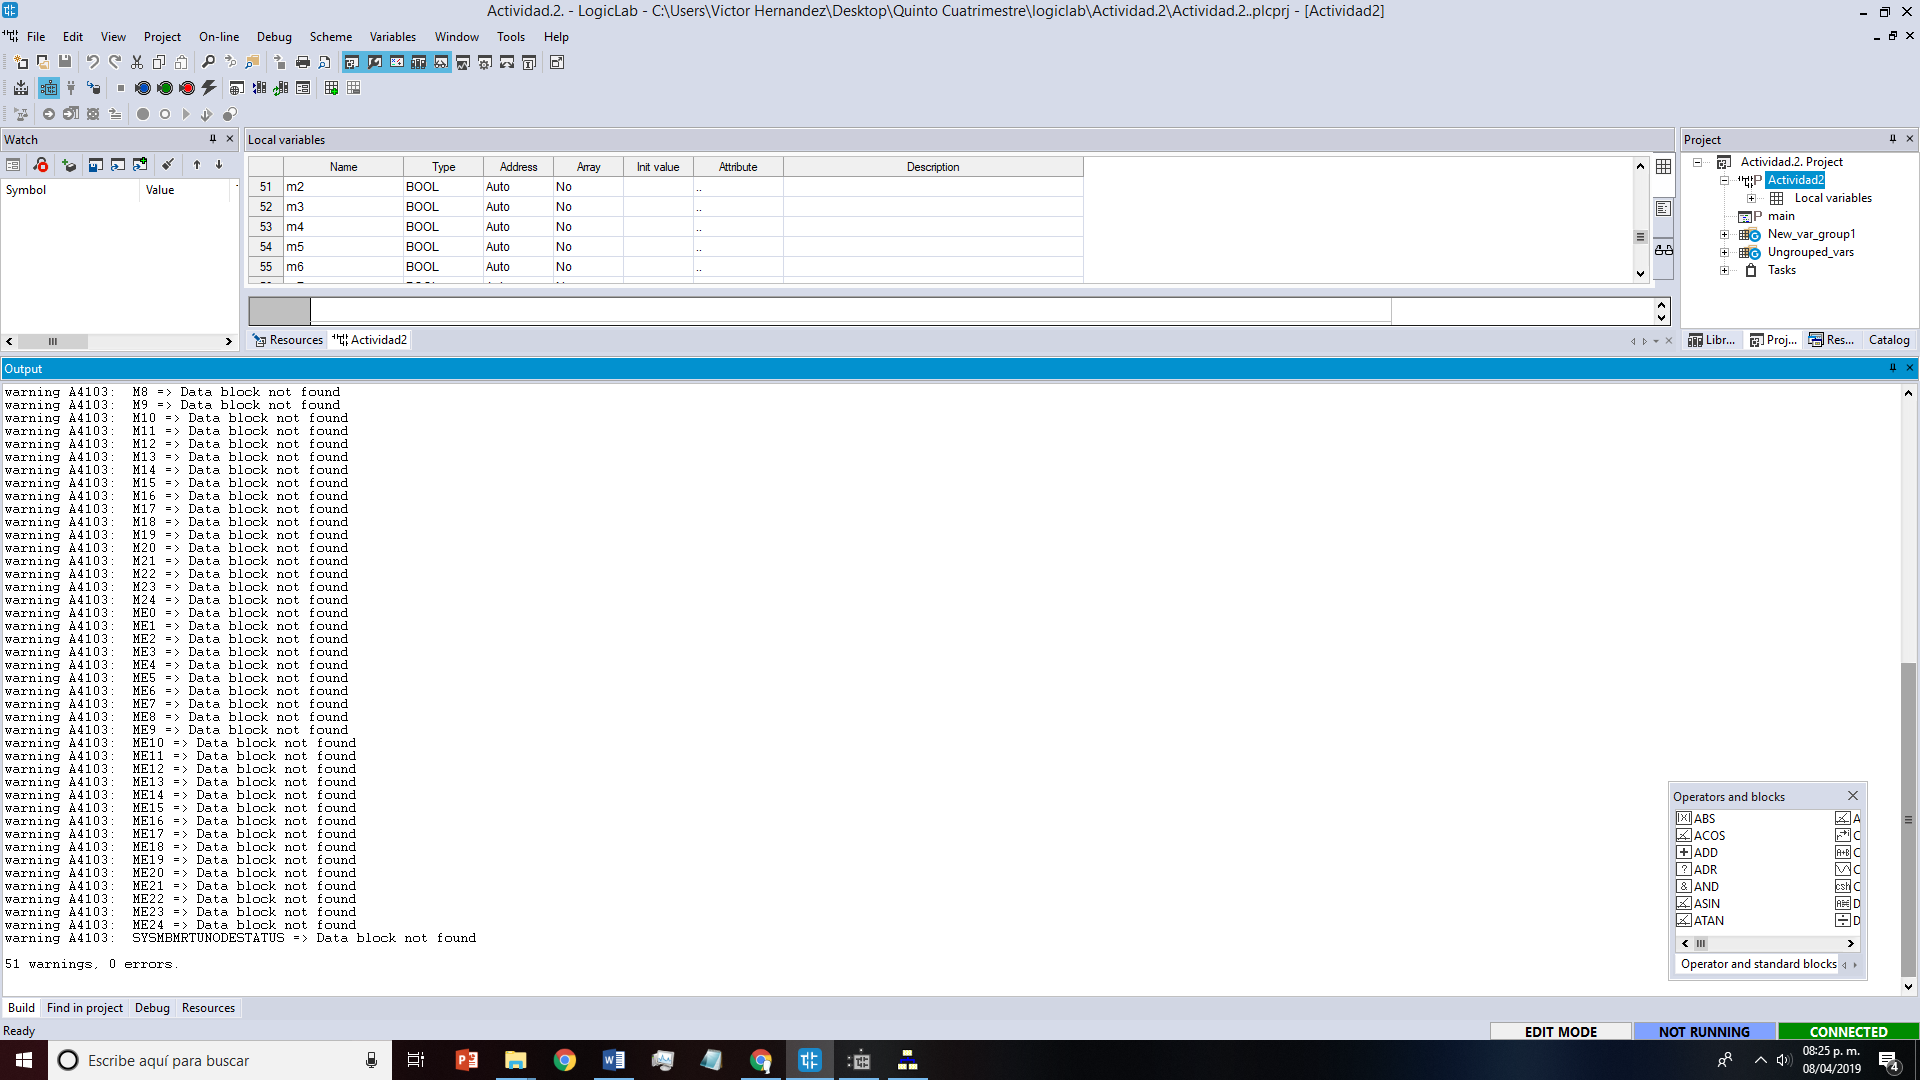 Actividad.2. - LogicLab - C:\Users\Victor Hernandez\Desktop\Quinto Cuatrimestre\logiclab\Actividad.2\Actividad.2..plcprj - [Actividad2]
File Edit View Project On-line Debug Scheme Variables Window Tools Help
Watch
Symbol Value
Local variables
Name Type Address Array Init value Attribute Description
51 m2 BOOL Auto No ..
52 m3 BOOL Auto No ..
53 m4 BOOL Auto No ..
54 m5 BOOL Auto No ..
55 m6 BOOL Auto No ..
Resources Actividad2
Project
Actividad.2. Project
Actividad2
Local variables
main
New_var_group1
Ungrouped_vars
Tasks
Libr... Proj... Res... Catalog
Output
warning A4103: M8 => Data block not found
warning A4103: M9 => Data block not found
warning A4103: M10 => Data block not found
warning A4103: M11 => Data block not found
warning A4103: M12 => Data block not found
warning A4103: M13 => Data block not found
warning A4103: M14 => Data block not found
warning A4103: M15 => Data block not found
warning A4103: M16 => Data block not found
warning A4103: M17 => Data block not found
warning A4103: M18 => Data block not found
warning A4103: M19 => Data block not found
warning A4103: M20 => Data block not found
warning A4103: M21 => Data block not found
warning A4103: M22 => Data block not found
warning A4103: M23 => Data block not found
warning A4103: M24 => Data block not found
warning A4103: ME0 => Data block not found
warning A4103: ME1 => Data block not found
warning A4103: ME2 => Data block not found
warning A4103: ME3 => Data block not found
warning A4103: ME4 => Data block not found
warning A4103: ME5 => Data block not found
warning A4103: ME6 => Data block not found
warning A4103: ME7 => Data block not found
warning A4103: ME8 => Data block not found
warning A4103: ME9 => Data block not found
warning A4103: ME10 => Data block not found
warning A4103: ME11 => Data block not found
warning A4103: ME12 => Data block not found
warning A4103: ME13 => Data block not found
warning A4103: ME14 => Data block not found
warning A4103: ME15 => Data block not found
warning A4103: ME16 => Data block not found
warning A4103: ME17 => Data block not found
warning A4103: ME18 => Data block not found
warning A4103: ME19 => Data block not found
warning A4103: ME20 => Data block not found
warning A4103: ME21 => Data block not found
warning A4103: ME22 => Data block not found
warning A4103: ME23 => Data block not found
warning A4103: ME24 => Data block not found
warning A4103: SYSMBMRTUNODESTATUS => Data block not found
51 warnings, 0 errors.
Operators and blocks
ABS A
ACOS C
ADD C
ADR C
AND C
ASIN D
ATAN D
Operator and standard blocks
Build Find in project Debug Resources
Ready
EDIT MODE NOT RUNNING CONNECTED
Escribe aquí para buscar
08:25 p. m.
08/04/2019
4